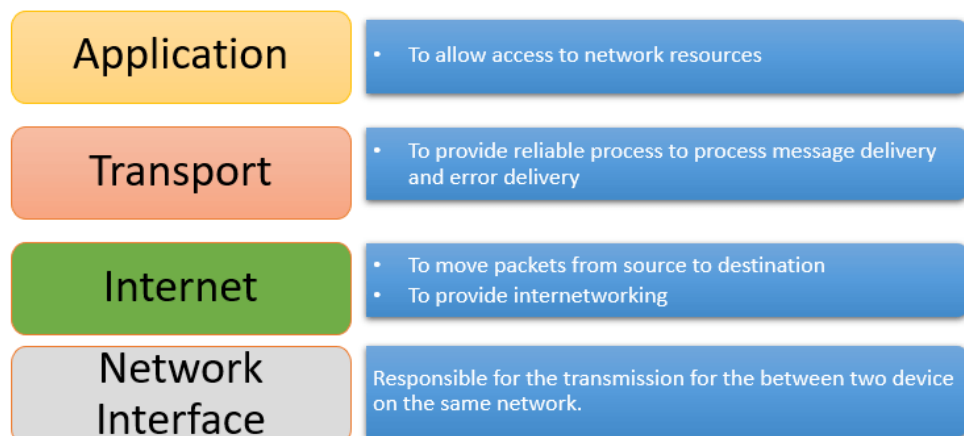 Application
• To allow access to network resources
Transport
• To provide reliable process to process message delivery
and error delivery
Internet
• To move packets from source to destination
• To provide internetworking
Network
Interface
Responsible for the transmission for the between two device
on the same network.